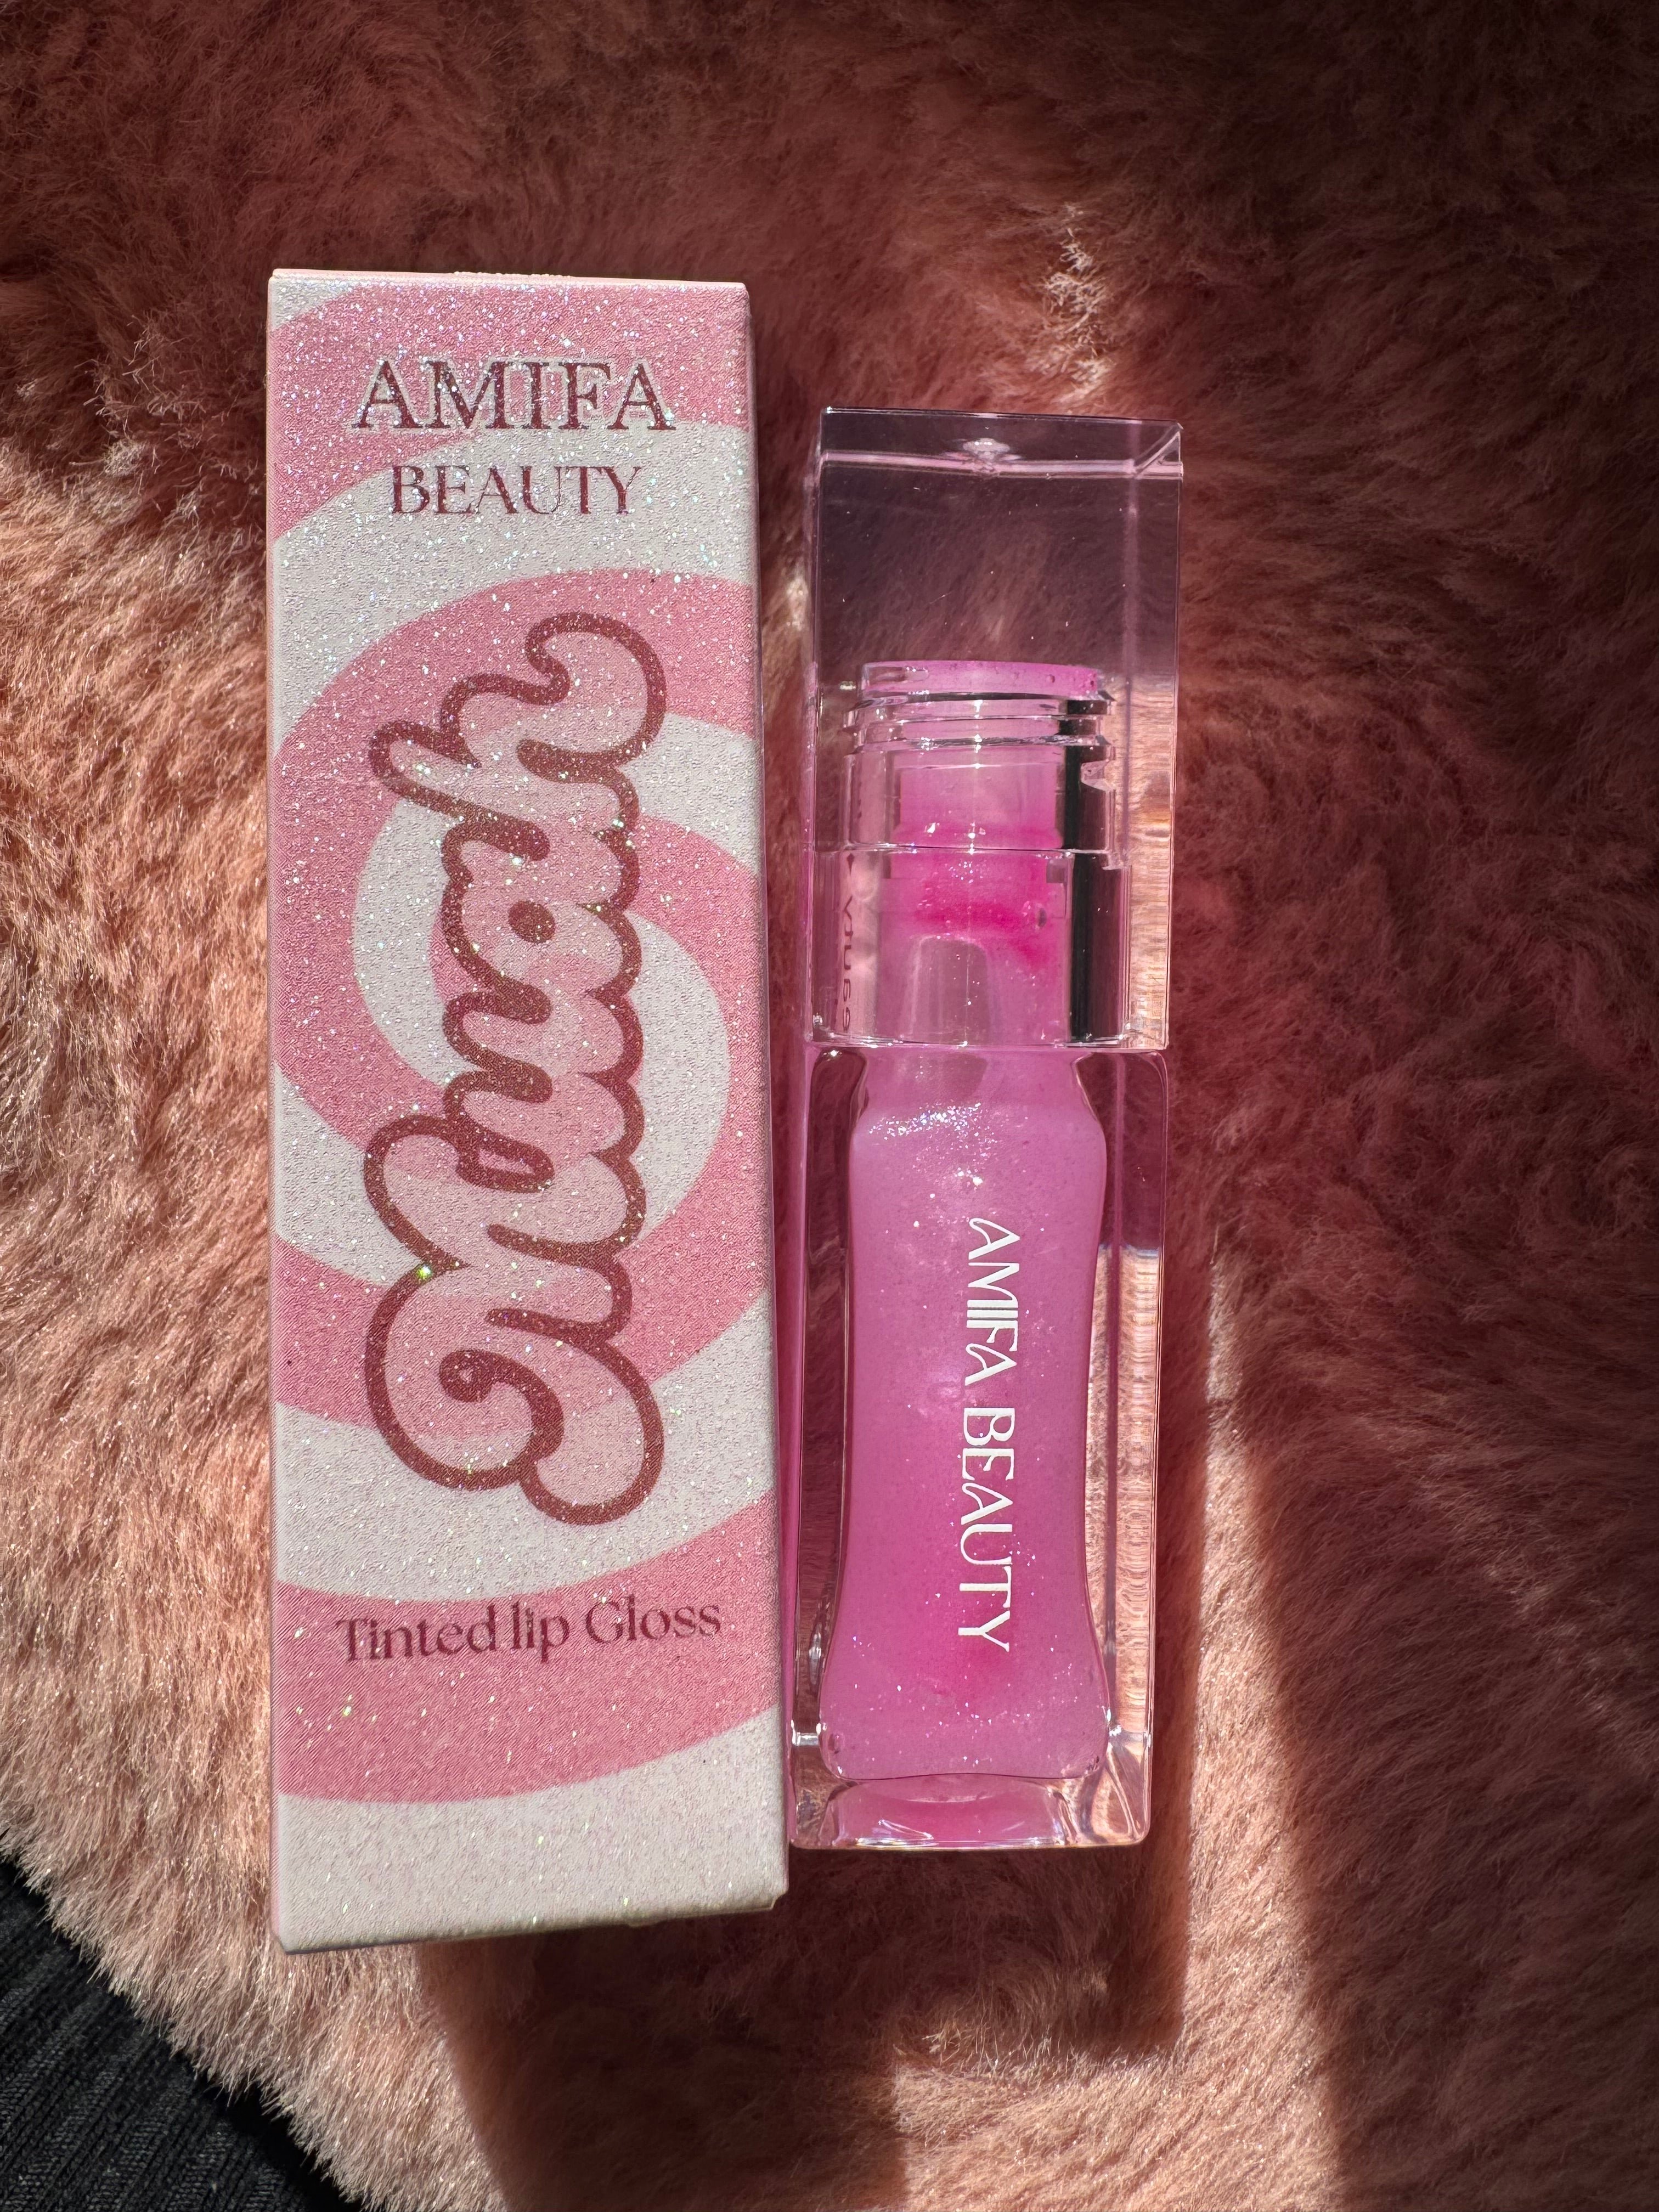 AMIFA
BEAUTY
Muah
Tinted lip Gloss
AMIFA BEAUTY